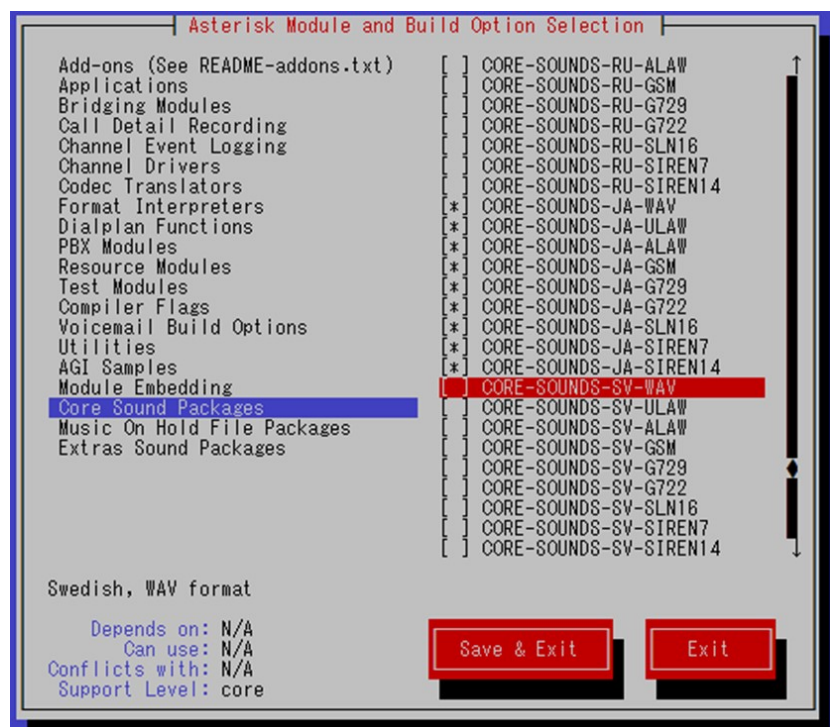 Asterisk Module and Build Option Selection
Add-ons (See README-addons.txt)
Applications
Bridging Modules
Call Detail Recording
Channel Event Logging
Channel Drivers
Codec Translators
Format Interpreters
Dialplan Functions
PBX Modules
Resource Modules
Test Modules
Compiler Flags
Voicemail Build Options
Utilities
AGI Samples
Module Embedding
Core Sound Packages
Music On Hold File Packages
Extras Sound Packages
[ ] CORE-SOUNDS-RU-ALAW
[ ] CORE-SOUNDS-RU-GSM
[ ] CORE-SOUNDS-RU-G729
[ ] CORE-SOUNDS-RU-G722
[ ] CORE-SOUNDS-RU-SLN16
[ ] CORE-SOUNDS-RU-SIREN7
[ ] CORE-SOUNDS-RU-SIREN14
[*] CORE-SOUNDS-JA-WAV
[*] CORE-SOUNDS-JA-ULAW
[*] CORE-SOUNDS-JA-ALAW
[*] CORE-SOUNDS-JA-GSM
[*] CORE-SOUNDS-JA-G729
[*] CORE-SOUNDS-JA-G722
[*] CORE-SOUNDS-JA-SLN16
[*] CORE-SOUNDS-JA-SIREN7
[*] CORE-SOUNDS-JA-SIREN14
[ ] CORE-SOUNDS-SV-WAV
[ ] CORE-SOUNDS-SV-ULAW
[ ] CORE-SOUNDS-SV-ALAW
[ ] CORE-SOUNDS-SV-GSM
[ ] CORE-SOUNDS-SV-G729
[ ] CORE-SOUNDS-SV-G722
[ ] CORE-SOUNDS-SV-SLN16
[ ] CORE-SOUNDS-SV-SIREN7
[ ] CORE-SOUNDS-SV-SIREN14
Swedish, WAV format
Depends on: N/A
Can use: N/A
Conflicts with: N/A
Support Level: core
Save & Exit
Exit